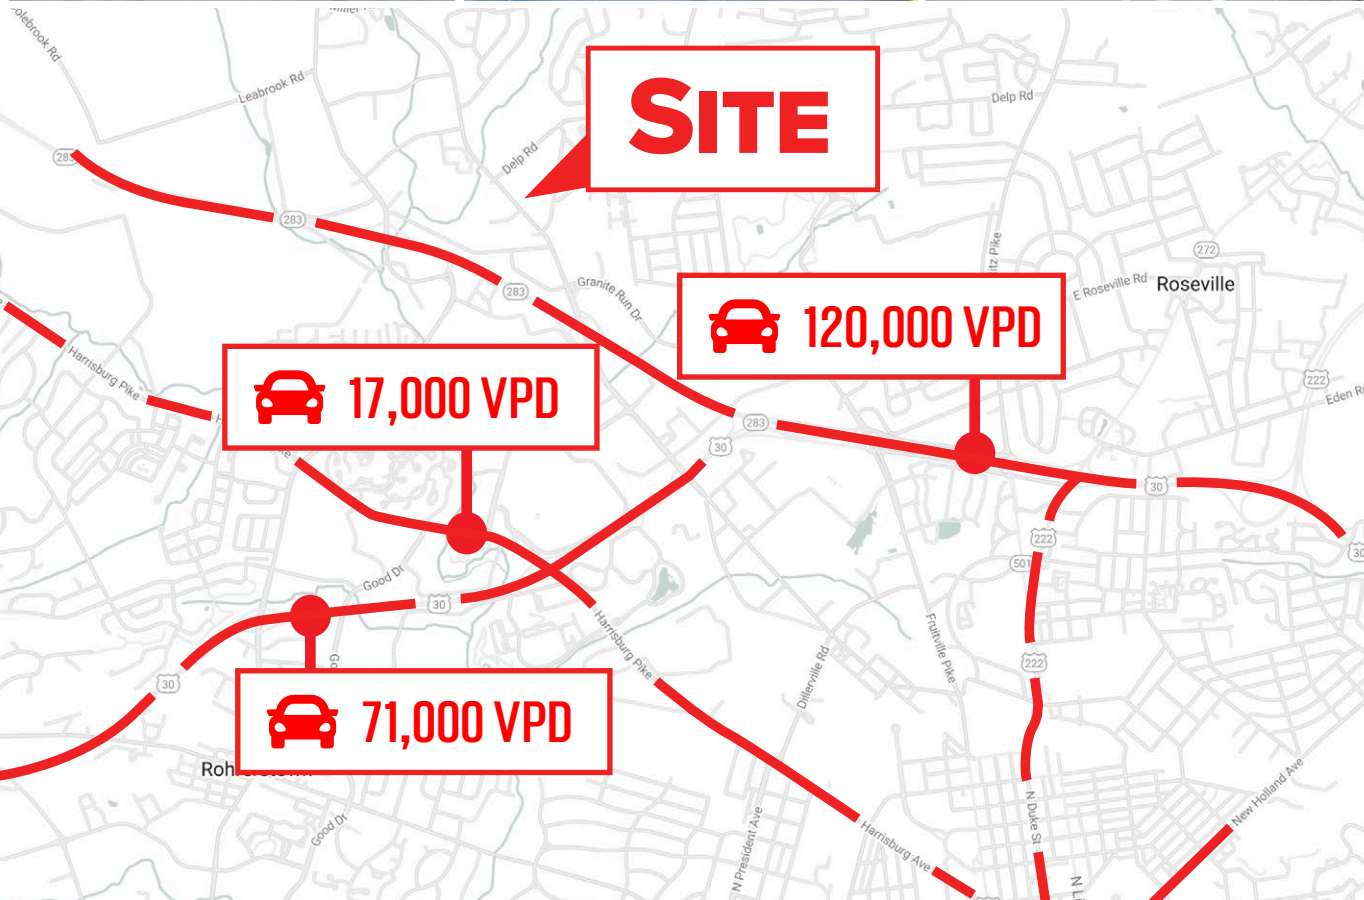 Leabrook Rd
Delp Rd
SITE
Delp Rd
283
283
272
E Roseville Rd
Roseville
283
Granite Run Dr
120,000 VPD
Harrisburg Pike
17,000 VPD
222
283
30
30
222
501
Good Dr
30
Harrisburg Pike
Fruitville Pike
Dillerville Rd
222
30
71,000 VPD
Good Dr
N President Ave
Harrisburg Ave
N Duke St
New Holland Ave